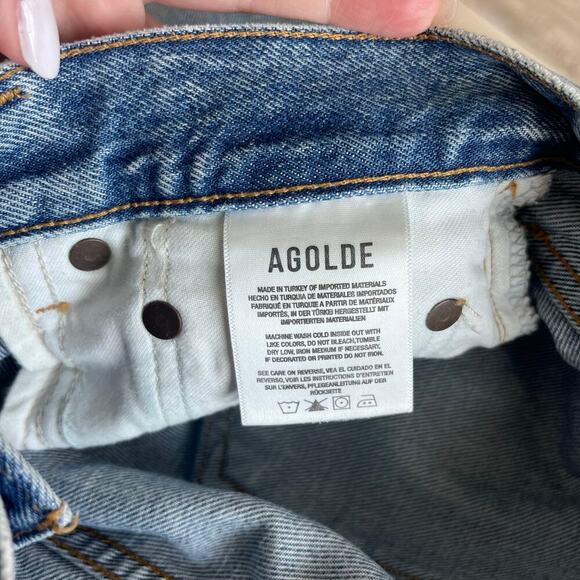 AGOLDE
MADE IN TURKEY OF IMPORTED MATERIALS
HECHO EN TURQUIA DE MATERIALES IMPORTADOS
FABRIQUÉ EN TURQUIE À PARTIR DE MATÉRIAUX
IMPORTÉS, IN DER TÜRKEI HERGESTELLT MIT
IMPORTIERTEN MATERIALIEN
MACHINE WASH COLD INSIDE OUT WITH
LIKE COLORS, DO NOT BLEACH,TUMBLE
DRY LOW, IRON MEDIUM IF NECESSARY,
IF DECORATED OR PRINTED DO NOT IRON.
SEE CARE ON REVERSE, VEA EL CUIDADO EN EL
REVERSO, VOIR LES INSTRUCTIONS D'ENTRETIEN
SUR L'ENVERS, PFLEGEANLEITUNG AUF DER
RÜCKSEITE